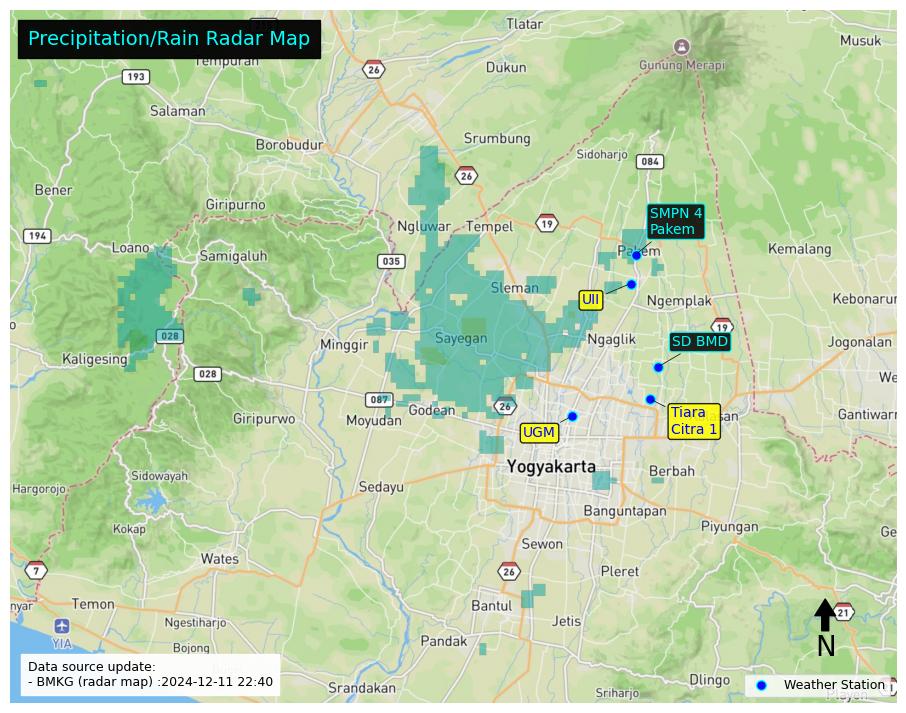 Precipitation/Rain Radar Map
Tlatar
Musuk
26
Gunung Merapi
Dukun
193
Salaman
Srumbung
Borobudur
Sidoharjo
084
26
Bener
SMPN 4
Pakem
Giripurno
194
Ngluwar
Tempel
19
Loano
Samigaluh
Pakem
Kemalang
035
Sleman
UII
Ngemplak
19
028
Sayegan
Ngaglik
SD BMD
Jogonalan
Minggir
Kaligesing
028
087
Godean
26
Giripurwo
Moyudan
Tiara
Citra 1
UGM
Yogyakarta
Berbah
Hargorojo
Sidowayah
Sedayu
Banguntapan
Kokap
Piyungan
Sewon
Wates
7
26
Pleret
Temon
Bantul
Jetis
21
Ngestiharjo
YIA
Bojong
Pandak
N
Data source update:
- BMKG (radar map) :2024-12-11 22:40
Dlingo
Weather Station
Srandakan
Sriharjo